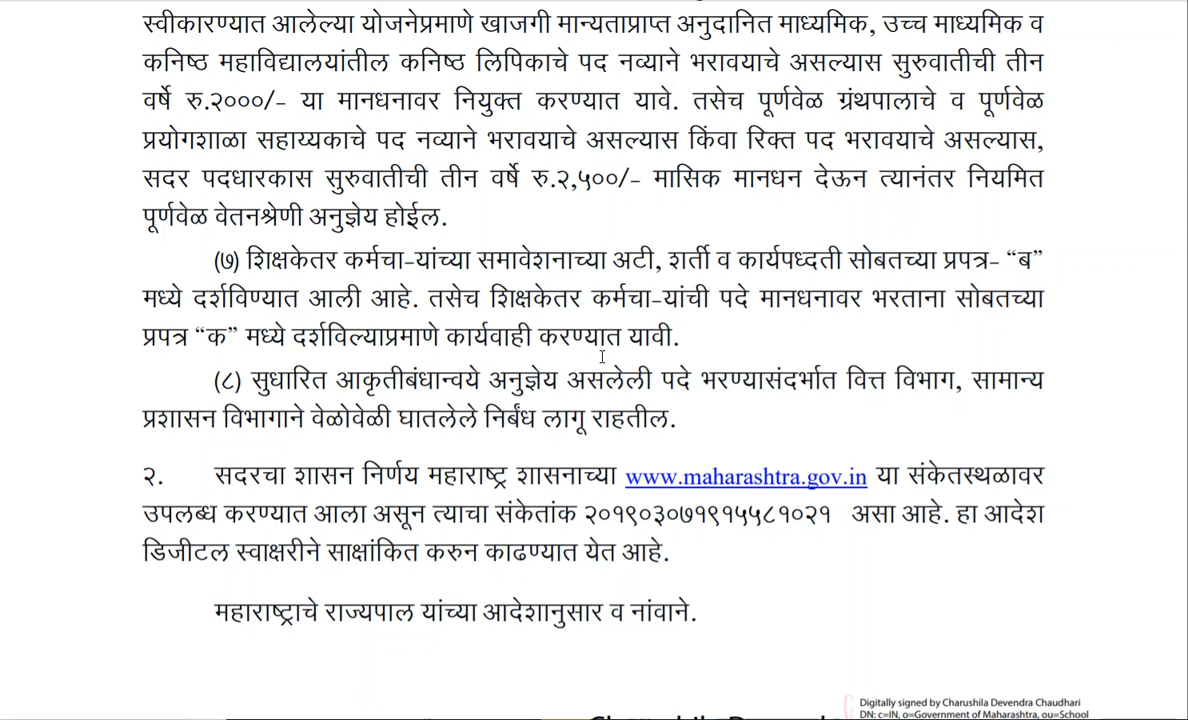 स्वीकारण्यात आलेल्या योजनेप्रमाणे खाजगी मान्यताप्राप्त अनुदानित माध्यमिक, उच्च माध्यमिक व
कनिष्ठ महाविद्यालयांतील कनिष्ठ लिपिकाचे पद नव्याने भरावयाचे असल्यास सुरुवातीची तीन
वर्षे रु.२०००/- या मानधनावर नियुक्त करण्यात यावे. तसेच पूर्णवेळ ग्रंथपालाचे व पूर्णवेळ
प्रयोगशाळा सहाय्यकाचे पद नव्याने भरावयाचे असल्यास किंवा रिक्त पद भरावयाचे असल्यास,
सदर पदधारकास सुरुवातीची तीन वर्षे रु.२,५००/- मासिक मानधन देऊन त्यानंतर नियमित
पूर्णवेळ वेतनश्रेणी अनुज्ञेय होईल.
(७) शिक्षकेतर कर्मचा-यांच्या समावेशनाच्या अटी, शर्ती व कार्यपध्दती सोबतच्या प्रपत्र- “ब”
मध्ये दर्शविण्यात आली आहे. तसेच शिक्षकेतर कर्मचा-यांची पदे मानधनावर भरताना सोबतच्या
प्रपत्र “क” मध्ये दर्शविल्याप्रमाणे कार्यवाही करण्यात यावी.
(८) सुधारित आकृतीबंधान्वये अनुज्ञेय असलेली पदे भरण्यासंदर्भात वित्त विभाग, सामान्य
प्रशासन विभागाने वेळोवेळी घातलेले निर्बंध लागू राहतील.
२. सदरचा शासन निर्णय महाराष्ट्र शासनाच्या www.maharashtra.gov.in या संकेतस्थळावर
उपलब्ध करण्यात आला असून त्याचा संकेतांक २०१९०३०७१९१५५८१०२१ असा आहे. हा आदेश
डिजीटल स्वाक्षरीने साक्षांकित करुन काढण्यात येत आहे.
महाराष्ट्राचे राज्यपाल यांच्या आदेशानुसार व नांवाने.
Digitally signed by Charushila Devendra Chaudhari
DN: c=IN, o=Government of Maharashtra, ou=School